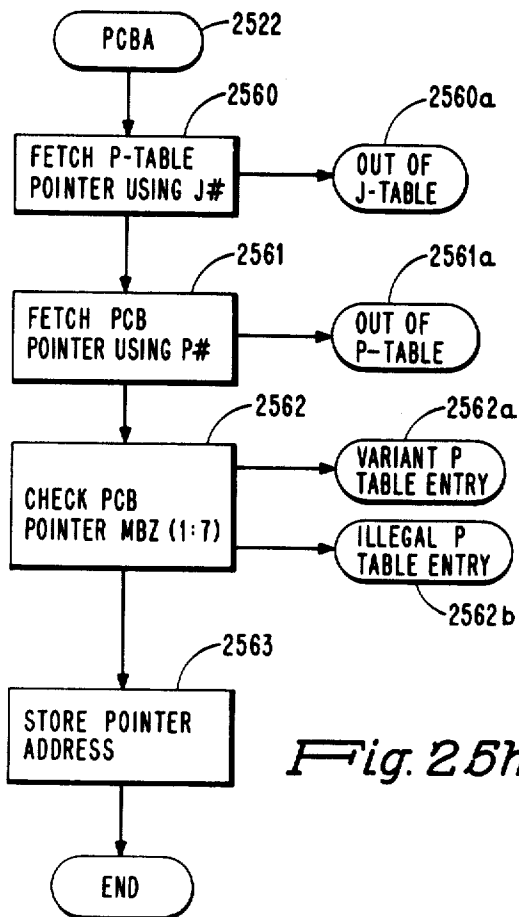 PCBA
2522
2560
2560a
FETCH P-TABLE
POINTER USING J#
OUT OF
J-TABLE
2561
2561a
FETCH PCB
POINTER USING P#
OUT OF
P-TABLE
2562
2562a
CHECK PCB
POINTER MBZ (1:7)
VARIANT P
TABLE ENTRY
ILLEGAL P
TABLE ENTRY
2562b
2563
STORE POINTER
ADDRESS
Fig. 25h
END